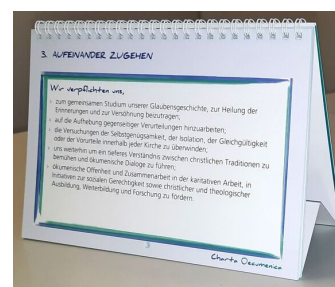 3. AUFEINANDER ZUGEHEN
Wir verpflichten uns,
zum gemeinsamen Studium unserer Glaubensgeschichte, zur Heilung der
Erinnerungen und zur Versöhnung beizutragen;
auf die Aufhebung gegenseitiger Verurteilungen hinzuarbeiten;
die Versuchungen der Selbstgenügsamkeit, der Isolation, der Gleichgültigkeit
oder der Vorurteile innerhalb jeder Kirche zu überwinden;
uns weiterhin um ein tieferes Verständnis zwischen christlichen Traditionen zu
bemühen und ökumenische Dialoge zu führen;
ökumenische Offenheit und Zusammenarbeit in der karitativen Arbeit, in
Initiativen zur sozialen Gerechtigkeit sowie christlicher und theologischer
Ausbildung, Weiterbildung und Forschung zu fördern.
3
Charta Oecumenica